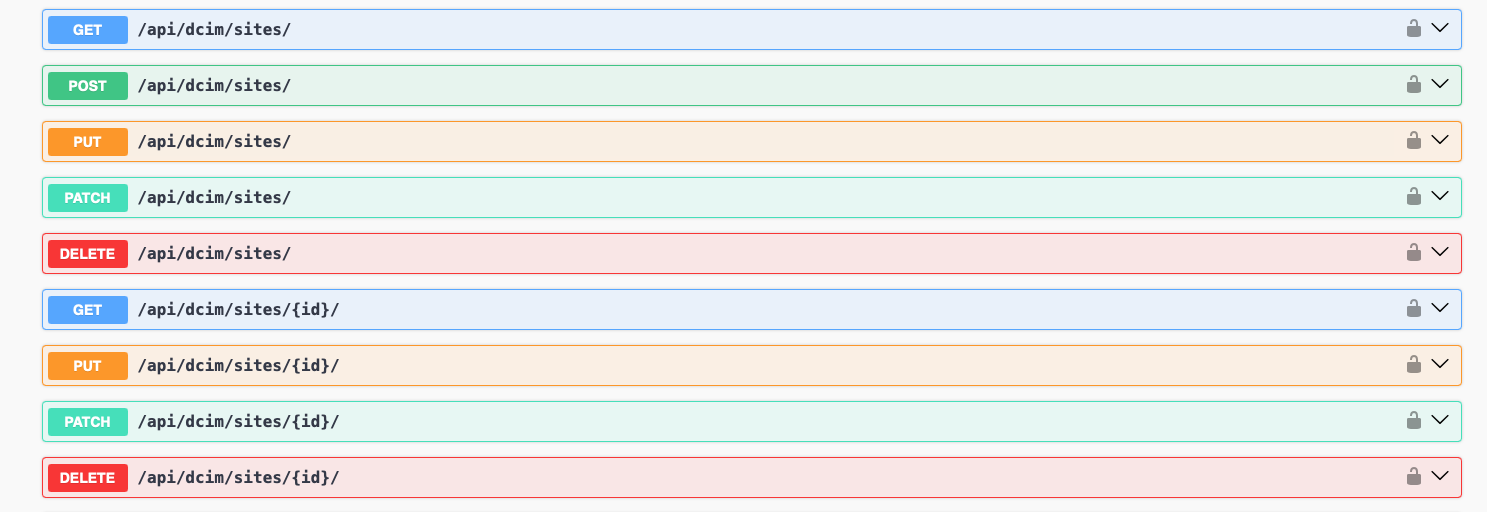 GET /api/dcim/sites/
POST /api/dcim/sites/
PUT /api/dcim/sites/
PATCH /api/dcim/sites/
DELETE /api/dcim/sites/
GET /api/dcim/sites/{id}/
PUT /api/dcim/sites/{id}/
PATCH /api/dcim/sites/{id}/
DELETE /api/dcim/sites/{id}/